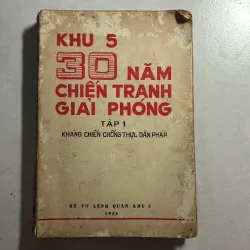 KHU 5
30 NĂM
CHIẾN TRANH
GIẢI PHÓNG
TẬP 1
KHÁNG CHIẾN CHỐNG THỰC DÂN PHÁP
BỘ TƯ LỆNH QUÂN KHU 5